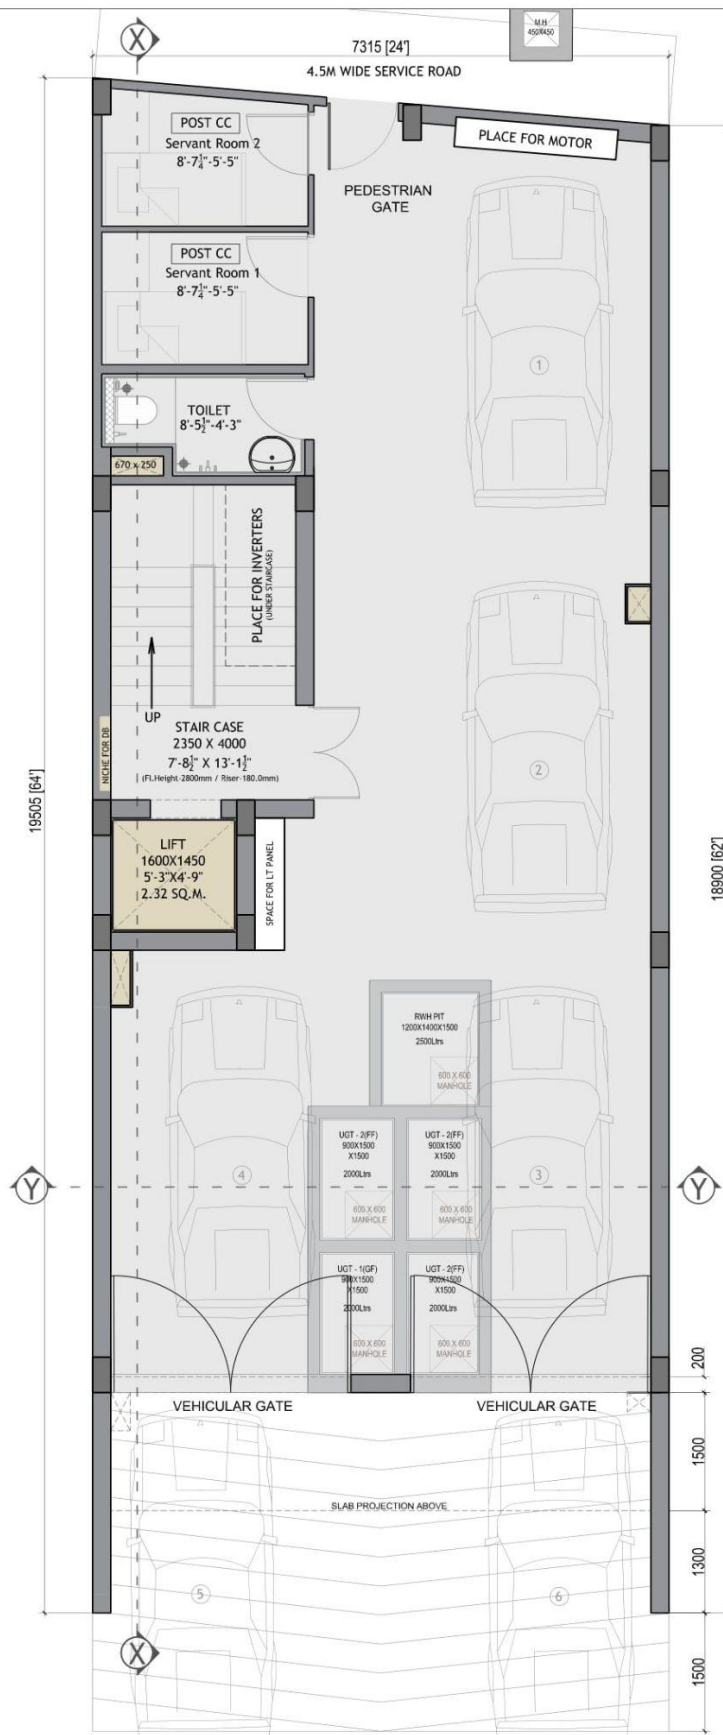 M.H
450X450
X
7315 [24']
4.5M WIDE SERVICE ROAD
POST CC
Servant Room 2
8'-7¼"-5'-5"
PLACE FOR MOTOR
PEDESTRIAN
GATE
POST CC
Servant Room 1
8'-7¼"-5'-5"
1
TOILET
8'-5½"-4'-3"
670 x 250
PLACE FOR INVERTERS
(UNDER STAIRCASE)
UP
NICHE FOR DB
STAIR CASE
2350 X 4000
7'-8½" X 13'-1½"
(Fl.Height-2800mm / Riser-180.0mm)
2
19505 [64']
18900 [62']
LIFT
1600X1450
5'-3"X4'-9"
2.32 SQ.M.
SPACE FOR LT PANEL
RWH PIT
1200X1400X1500
2500Ltrs
600 X 600
MANHOLE
UGT - 2(FF)
900X1500
X1500
2000Ltrs
600 X 600
MANHOLE
UGT - 2(FF)
900X1500
X1500
2000Ltrs
600 X 600
MANHOLE
4
3
Y
Y
UGT - 1(GF)
900X1500
X1500
2000Ltrs
600 X 600
MANHOLE
UGT - 2(FF)
900X1500
X1500
2000Ltrs
600 X 600
MANHOLE
200
VEHICULAR GATE
VEHICULAR GATE
1500
SLAB PROJECTION ABOVE
1300
5
6
X
1500